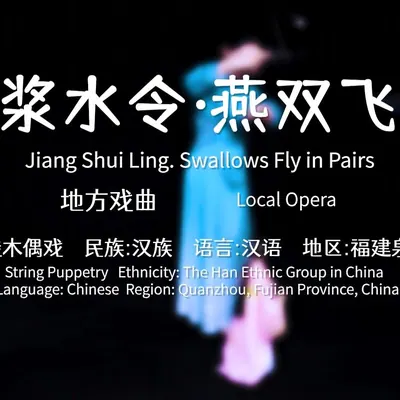 浆水令·燕双飞
Jiang Shui Ling. Swallows Fly in Pairs
地方戏曲 Local Opera
木偶戏 民族:汉族 语言:汉语 地区:福建泉
String Puppetry Ethnicity: The Han Ethnic Group in China
Language: Chinese Region: Quanzhou, Fujian Province, China